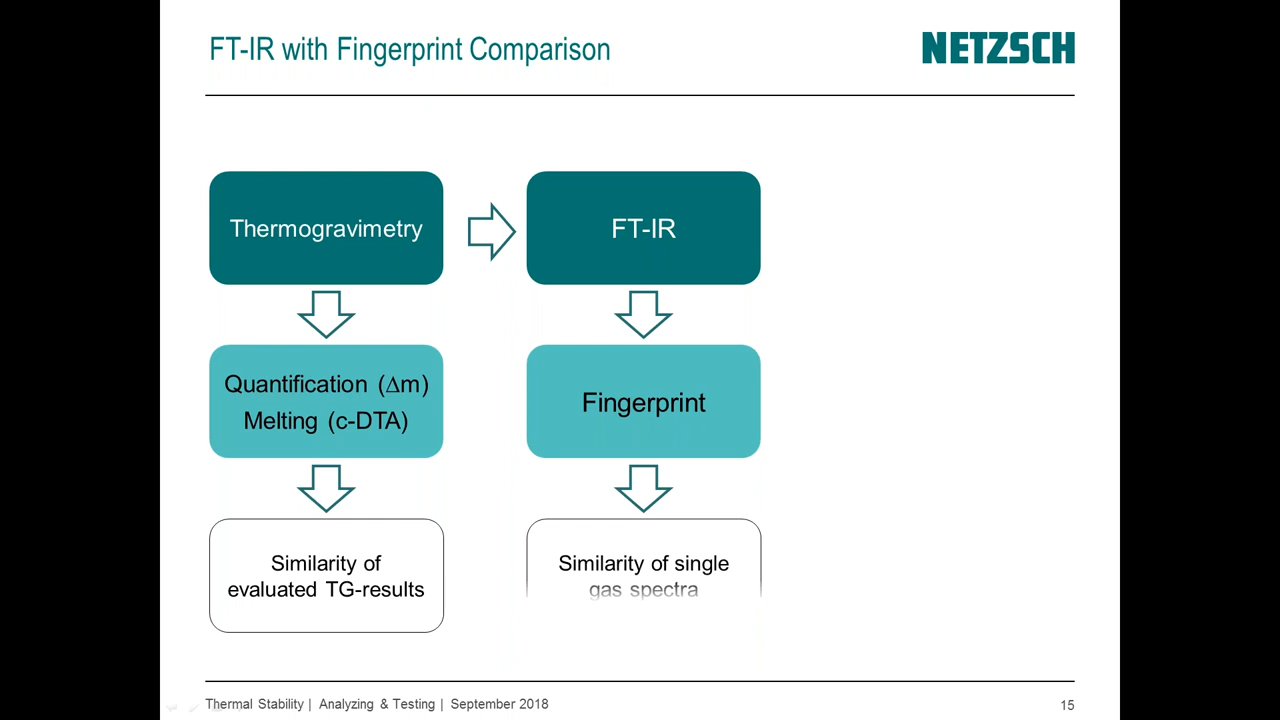 FT-IR with Fingerprint Comparison
NETZSCH
Thermogravimetry
FT-IR
Quantification (Δm)
Melting (c-DTA)
Fingerprint
Similarity of
evaluated TG-results
Similarity of single
gas spectra
Thermal Stability | Analyzing & Testing | September 2018
15